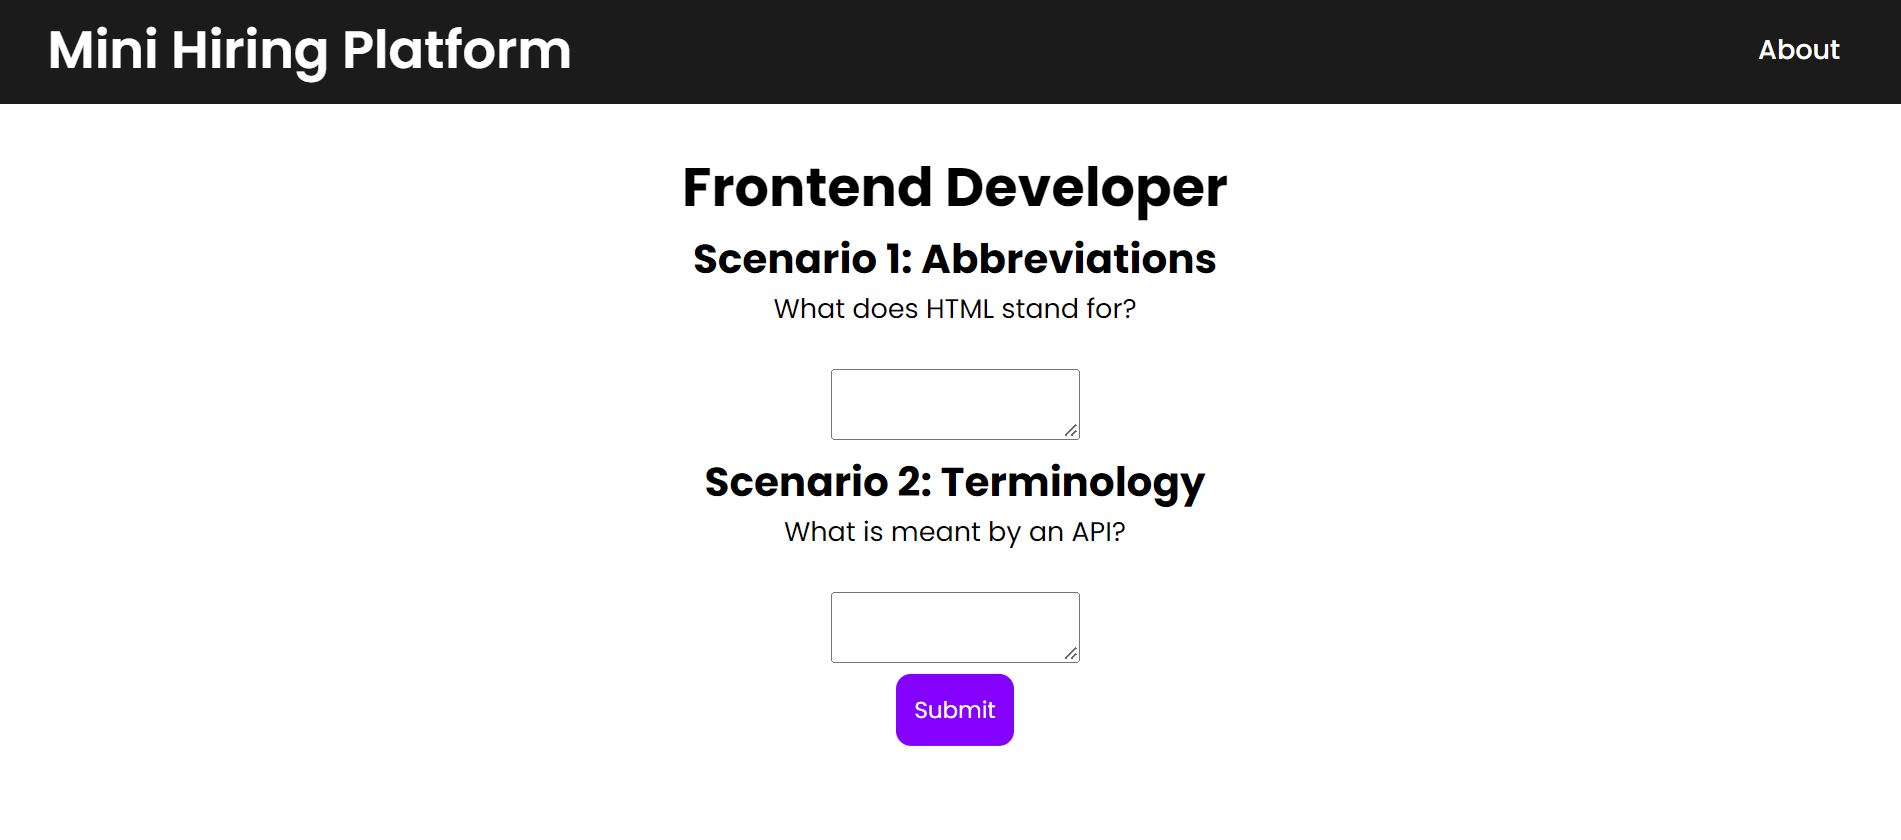 Mini Hiring Platform
About
Frontend Developer
Scenario 1: Abbreviations
What does HTML stand for?
Scenario 2: Terminology
What is meant by an API?
Submit